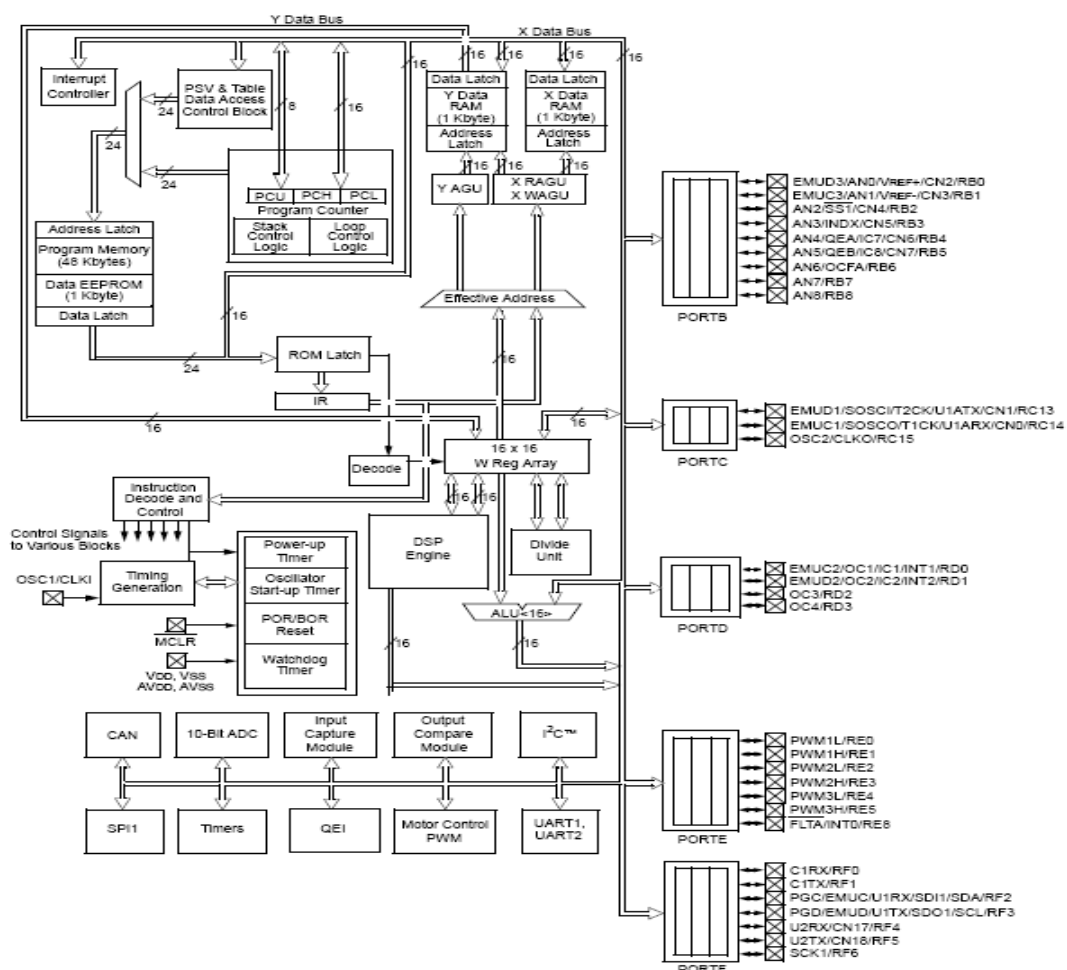 Y Data Bus
X Data Bus
16
16
16
16
16
Interrupt
Controller
PSV & Table
Data Access
Control Block
8
16
24
24
24
Data Latch
Y Data
RAM
(1 Kbyte)
Address
Latch
Data Latch
X Data
RAM
(1 Kbyte)
Address
Latch
16
16
16
Y AGU
X RAGU
X WAGU
PCU
PCH
PCL
Program Counter
Stack
Control
Logic
Loop
Control
Logic
Address Latch
Program Memory
(48 Kbytes)
Data EEPROM
(1 Kbyte)
Data Latch
16
24
Effective Address
16
ROM Latch
IR
16
16
Decode
16 x 16
W Reg Array
16
16
Instruction
Decode and
Control
Control Signals
to Various Blocks
OSC1/CLKI
Timing
Generation
MCLR
VDD, VSS
AVDD, AVSS
Power-up
Timer
Oscillator
Start-up Timer
POR/BOR
Reset
Watchdog
Timer
DSP
Engine
Divide
Unit
ALU<16>
16
16
CAN
10-Bit ADC
Input
Capture
Module
Output
Compare
Module
I²C™
SPI1
Timers
QEI
Motor Control
PWM
UART1,
UART2
EMUD3/AN0/VREF+/CN2/RB0
EMUC3/AN1/VREF-/CN3/RB1
AN2/SS1/CN4/RB2
AN3/INDX/CN5/RB3
AN4/QEA/IC7/CN6/RB4
AN5/QEB/IC8/CN7/RB5
AN6/OCFA/RB6
AN7/RB7
AN8/RB8
PORTB
EMUD1/SOSCI/T2CK/U1ATX/CN1/RC13
EMUC1/SOSCO/T1CK/U1ARX/CN0/RC14
OSC2/CLKO/RC15
PORTC
EMUC2/OC1/IC1/INT1/RD0
EMUD2/OC2/IC2/INT2/RD1
OC3/RD2
OC4/RD3
PORTD
PWM1L/RE0
PWM1H/RE1
PWM2L/RE2
PWM2H/RE3
PWM3L/RE4
PWM3H/RE5
FLTA/INT0/RE8
PORTE
C1RX/RF0
C1TX/RF1
PGC/EMUC/U1RX/SDI1/SDA/RF2
PGD/EMUD/U1TX/SDO1/SCL/RF3
U2RX/CN17/RF4
U2TX/CN18/RF5
SCK1/RF6
PORTF